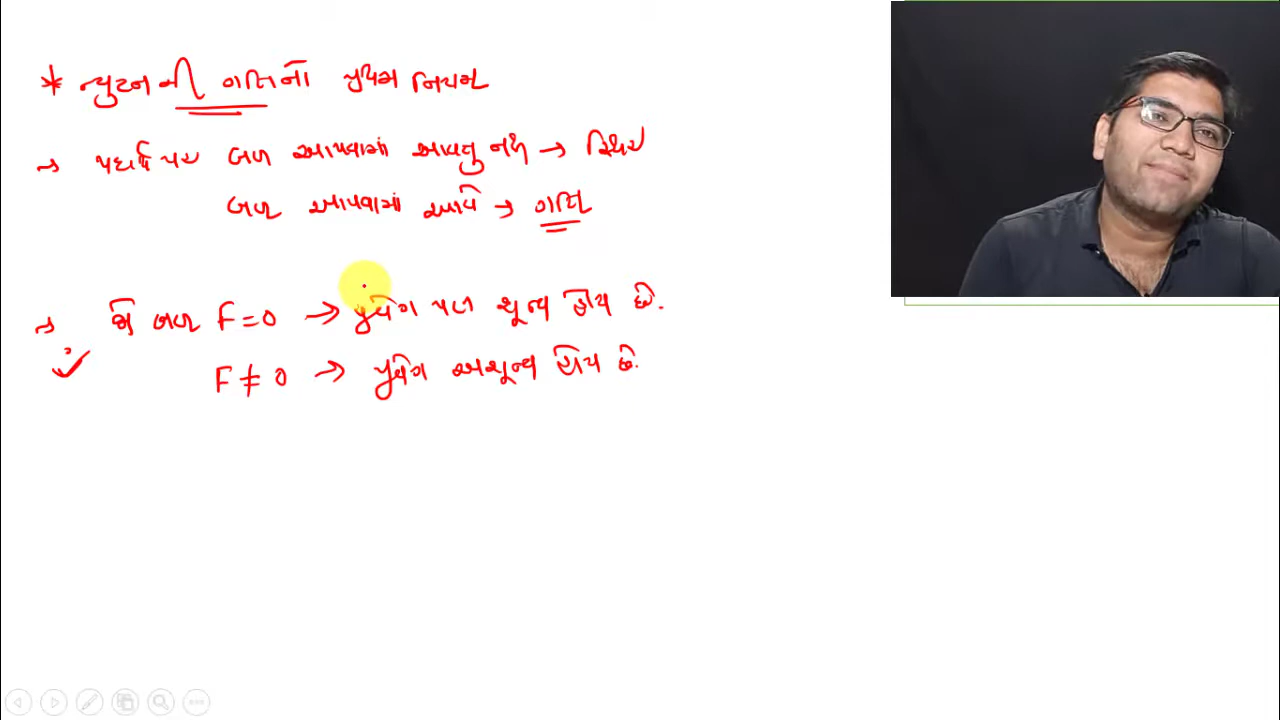 * ન્યુટનની ગતિનો પ્રથમ નિયમ
→ પદાર્થ પર બળ આપવામાં આવતુ નથી → સ્થિર
બળ આપવામાં આવે → ગતિ
→ જો બળ F=0 → પ્રવેગ પણ શૂન્ય હોય છે.
F≠0 → પ્રવેગ અશૂન્ય હોય છે.